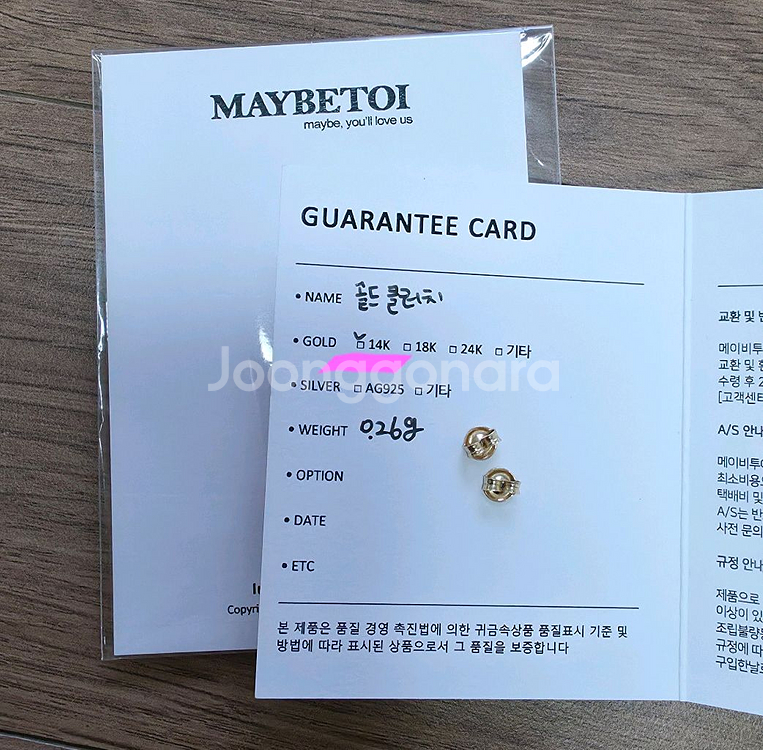 MAYBETOI
maybe, you'll love us
GUARANTEE CARD
• NAME 골드 클러치
• GOLD 14K 18K 24K 기타
Joonggonara
• SILVER AG925 기타
• WEIGHT 0.26g
• OPTION
• DATE
• ETC
본 제품은 품질 경영 촉진법에 의한 귀금속상품 품질표시 기준 및
방법에 따라 표시된 상품으로서 그 품질을 보증합니다
Copyri
교환 및
메이비투
교환 및
수령 후 2
[고객센터
A/S 안내
메이비투
최소비용
택배비 및
A/S는 반
사전 문의
규정 안내
제품으로
이상이 있
조립불량
규정에 따
구입한날로